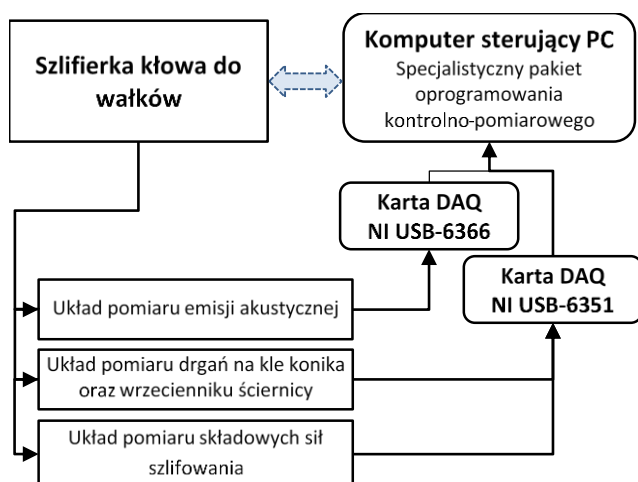 Szlifierka kłowa do
wałków
Komputer sterujący PC
Specjalistyczny pakiet
oprogramowania
kontrolno-pomiarowego
Karta DAQ
NI USB-6366
Karta DAQ
NI USB-6351
Układ pomiaru emisji akustycznej
Układ pomiaru drgań na kle konika
oraz wrzecienniku ściernicy
Układ pomiaru składowych sił
szlifowania